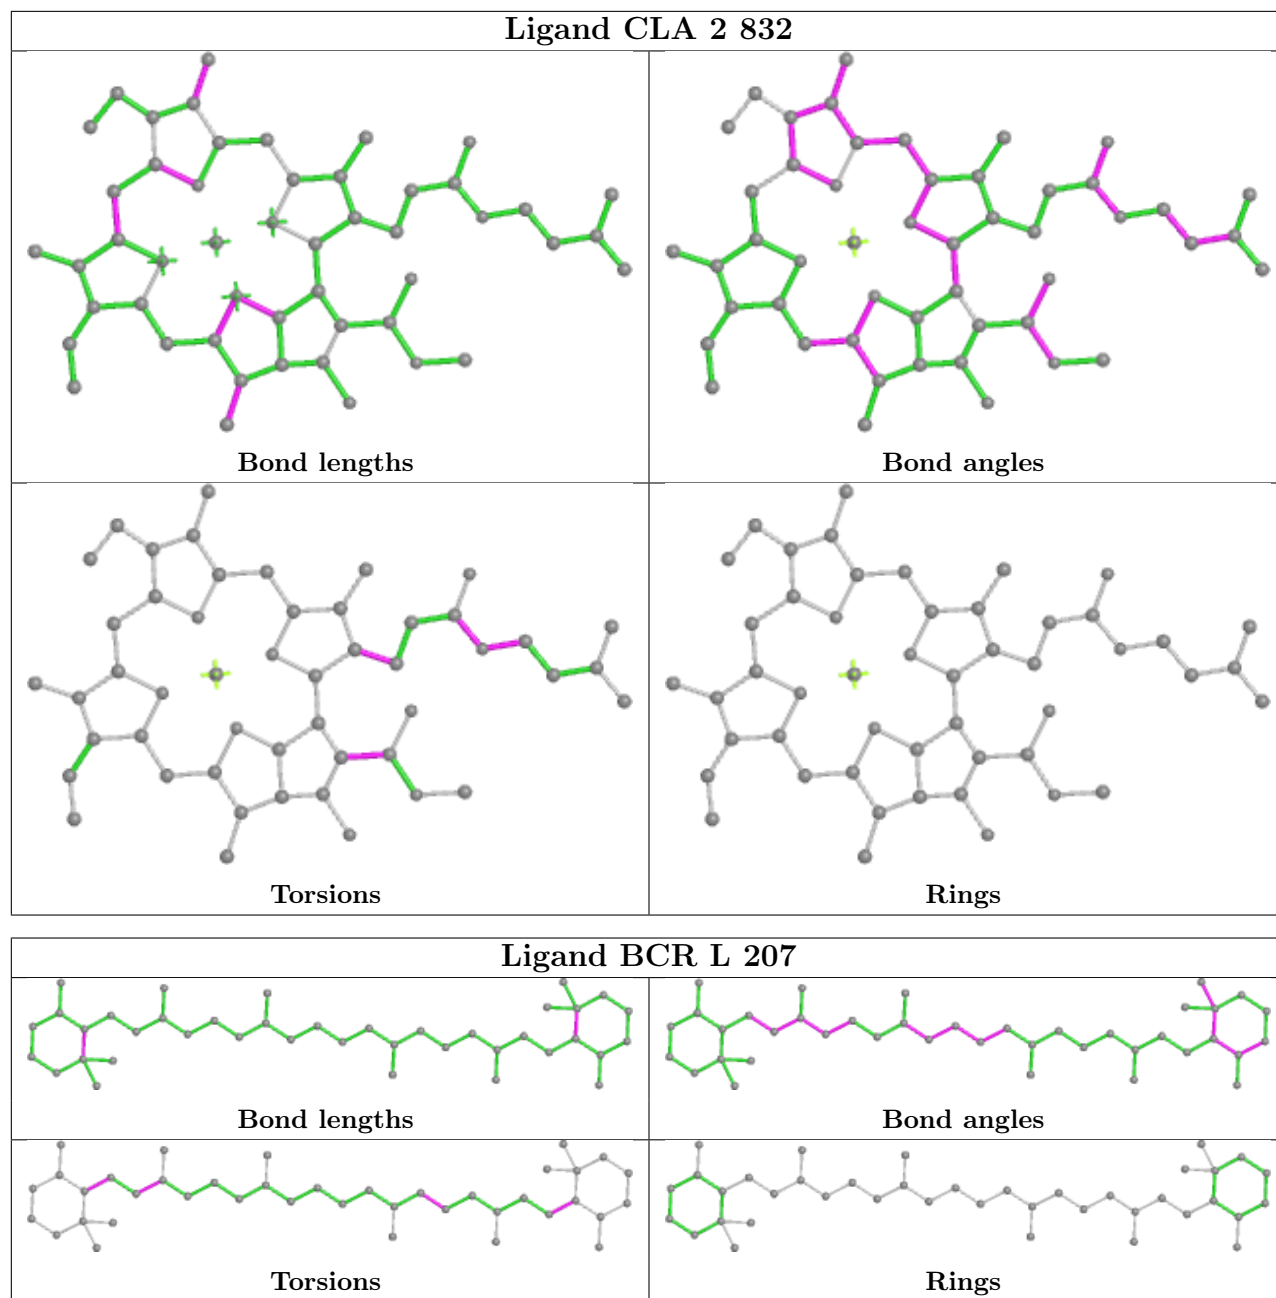 Ligand CLA 2 832
Bond lengths
Bond angles
Torsions
Rings
Ligand BCR L 207
Bond lengths
Bond angles
Torsions
Rings